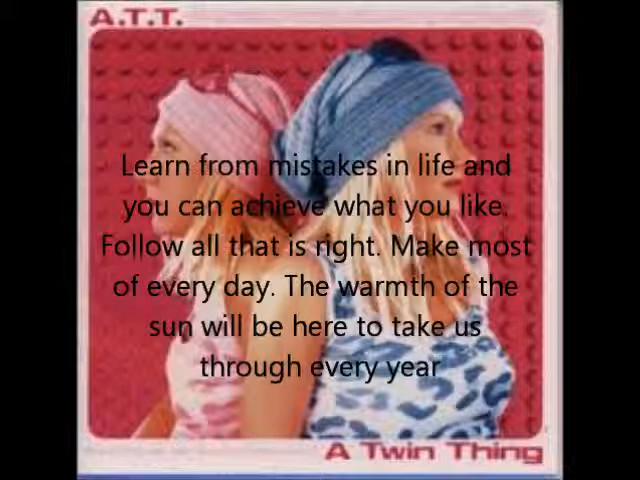 A.T.T.
Learn from mistakes in life and
you can achieve what you like.
Follow all that is right. Make most
of every day. The warmth of the
sun will be here to take us
through every year
A Twin Thing